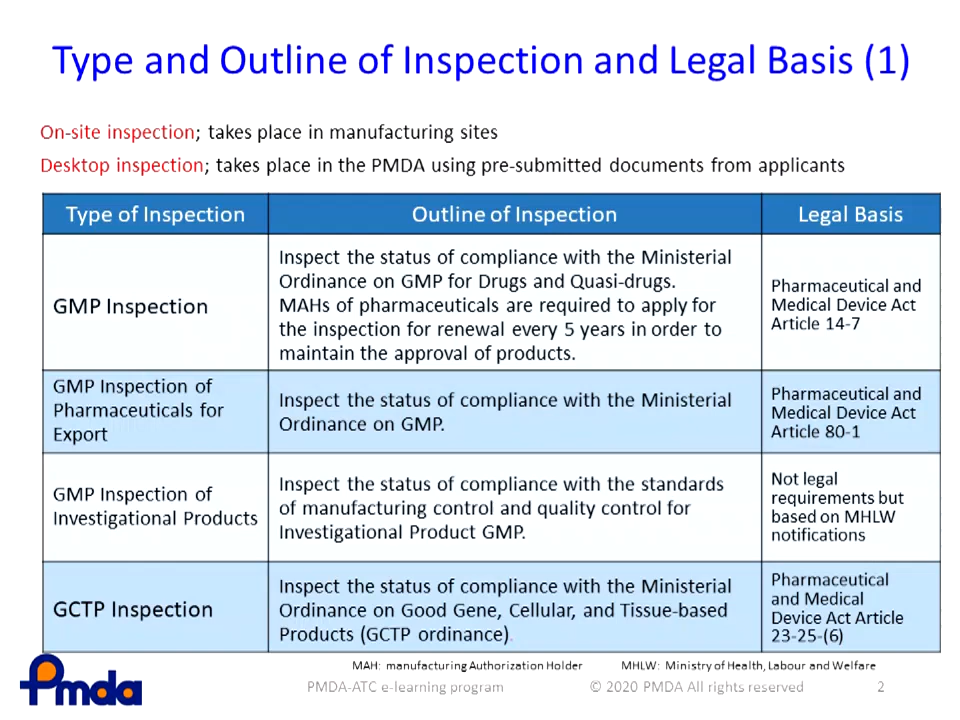 Type and Outline of Inspection and Legal Basis (1)
On-site inspection; takes place in manufacturing sites
Desktop inspection; takes place in the PMDA using pre-submitted documents from applicants
Type of Inspection
Outline of Inspection
Legal Basis
GMP Inspection
Inspect the status of compliance with the Ministerial
Ordinance on GMP for Drugs and Quasi-drugs.
MAHs of pharmaceuticals are required to apply for
the inspection for renewal every 5 years in order to
maintain the approval of products.
Pharmaceutical and
Medical Device Act
Article 14-7
GMP Inspection of
Pharmaceuticals for
Export
Inspect the status of compliance with the Ministerial
Ordinance on GMP.
Pharmaceutical and
Medical Device Act
Article 80-1
GMP Inspection of
Investigational Products
Inspect the status of compliance with the standards
of manufacturing control and quality control for
Investigational Product GMP.
Not legal
requirements but
based on MHLW
notifications
GCTP Inspection
Inspect the status of compliance with the Ministerial
Ordinance on Good Gene, Cellular, and Tissue-based
Products (GCTP ordinance).
Pharmaceutical
and Medical
Device Act Article
23-25-(6)
MAH: manufacturing Authorization Holder
MHLW: Ministry of Health, Labour and Welfare
Pmda
PMDA-ATC e-learning program
© 2020 PMDA All rights reserved
2